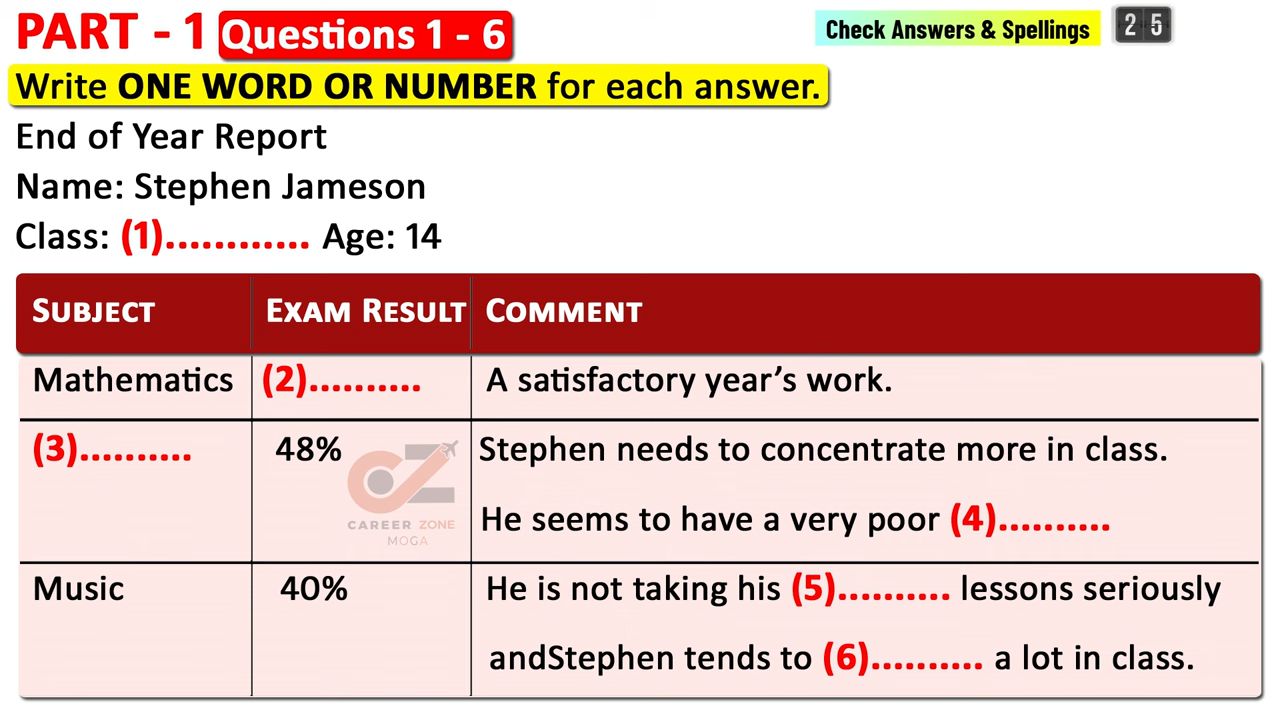 PART - 1 Questions 1 - 6
Check Answers & Spellings 25
Write ONE WORD OR NUMBER for each answer.
End of Year Report
Name: Stephen Jameson
Class: (1)............ Age: 14
SUBJECT EXAM RESULT COMMENT
Mathematics (2).......... A satisfactory year's work.
(3).......... 48% Stephen needs to concentrate more in class.
He seems to have a very poor (4)..........
CAREER ZONE
MOGA
Music 40% He is not taking his (5).......... lessons seriously
andStephen tends to (6).......... a lot in class.